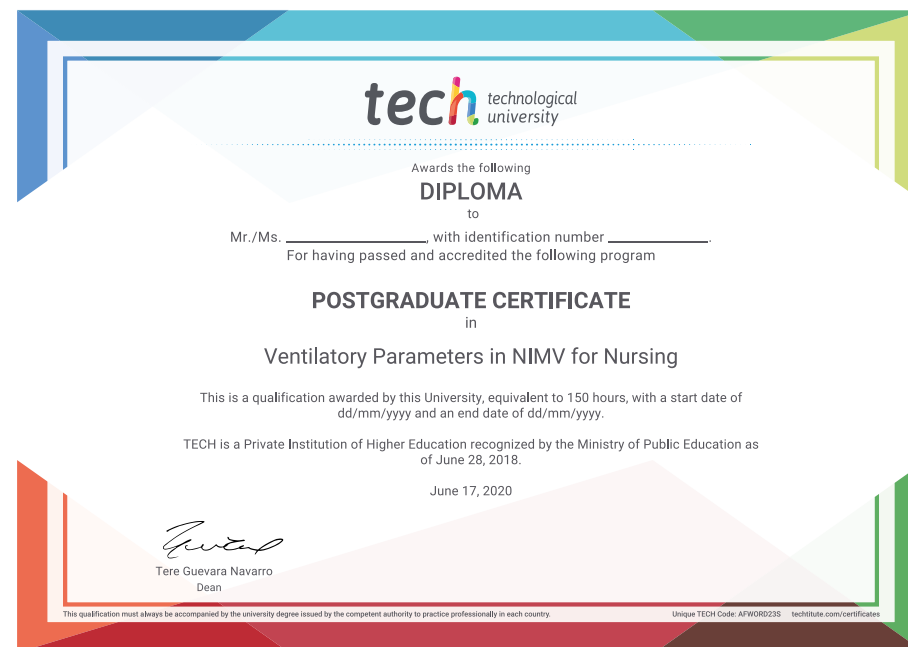 tech technological
university
Awards the following
DIPLOMA
to
Mr./Ms. ______________, with identification number __________.
For having passed and accredited the following program
POSTGRADUATE CERTIFICATE
in
Ventilatory Parameters in NIMV for Nursing
This is a qualification awarded by this University, equivalent to 150 hours, with a start date of
dd/mm/yyyy and an end date of dd/mm/yyyy.
TECH is a Private Institution of Higher Education recognized by the Ministry of Public Education as
of June 28, 2018.
June 17, 2020
Tere Guevara Navarro
Dean
This qualification must always be accompanied by the university degree issued by the competent authority to practice professionally in each country. Unique TECH Code: AFWORD23S techtitute.com/certificates